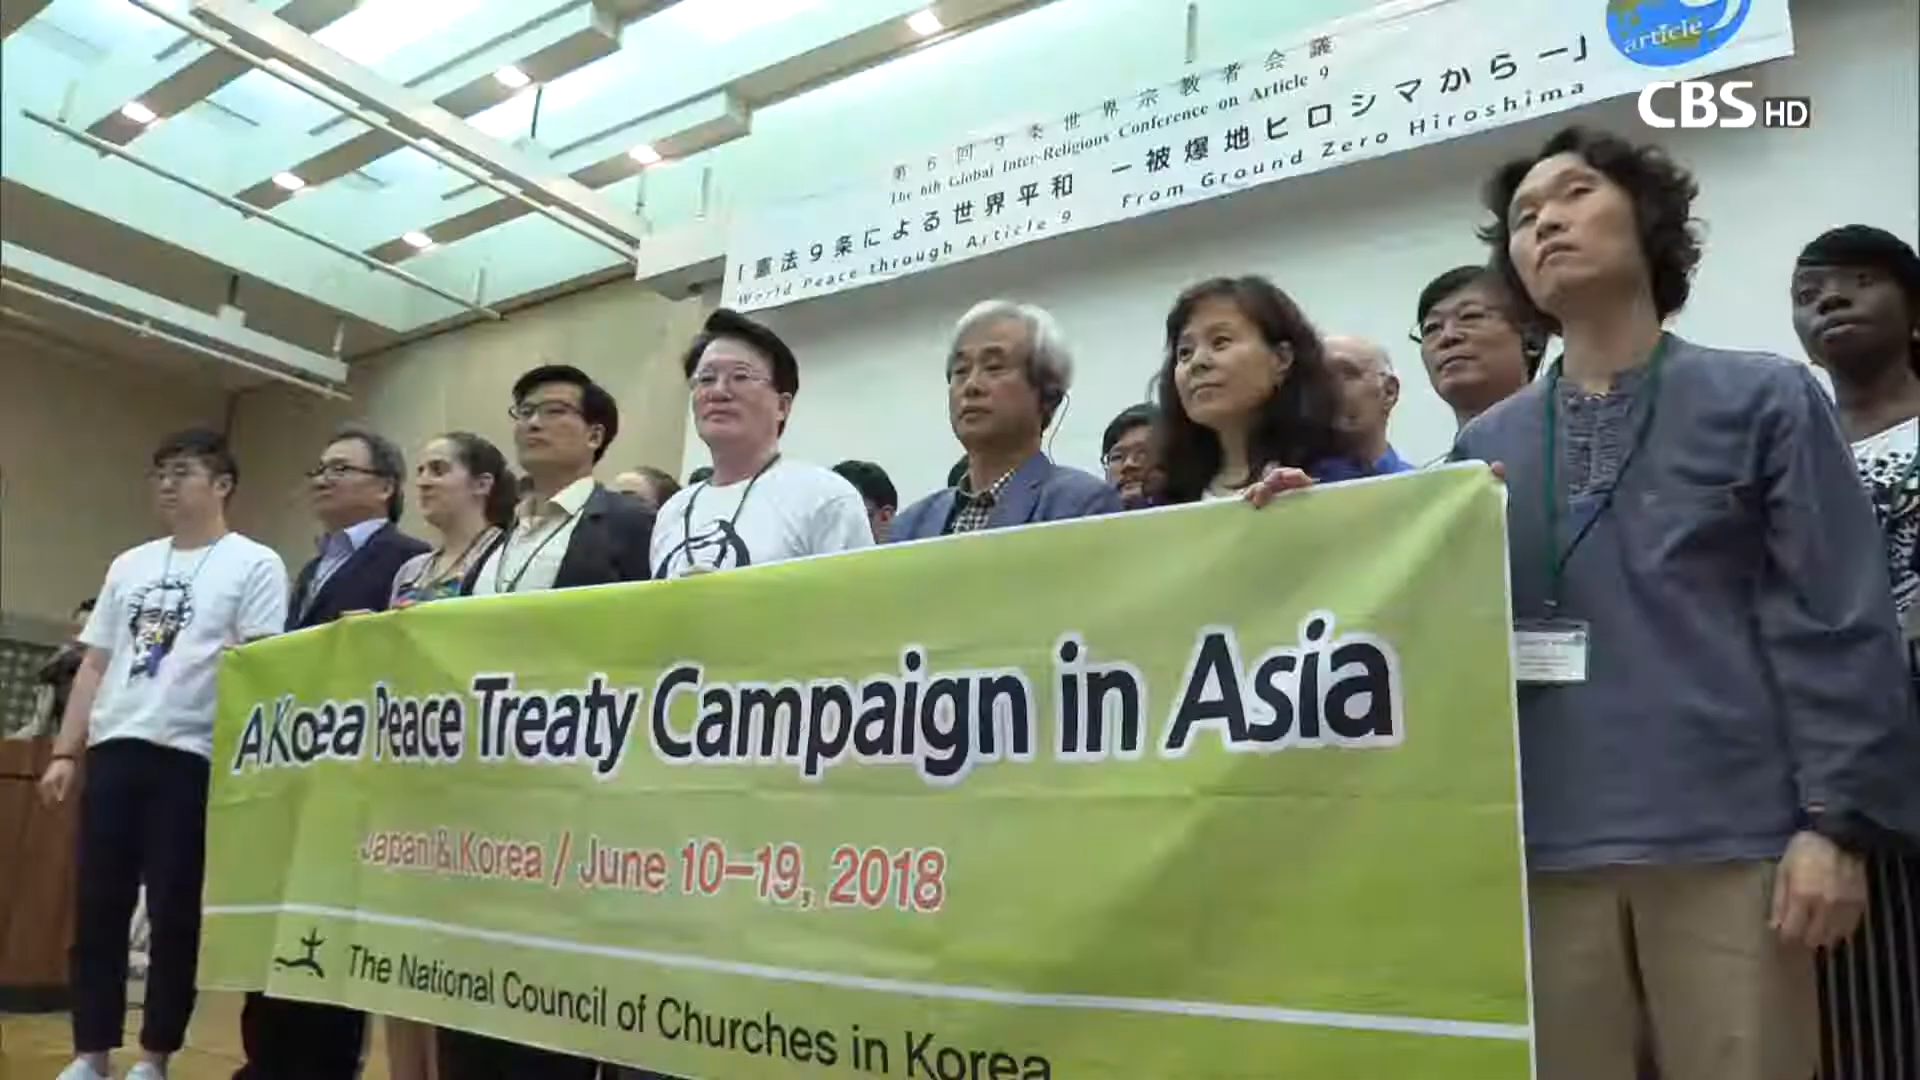 第6回9条世界宗教者会議
The 6th Global Inter-Religious Conference on Article 9
「憲法9条による世界平和 ー被爆地ヒロシマからー」
World Peace through Article 9 From Ground Zero Hiroshima
9
article
CBS HD
A Korea Peace Treaty Campaign in Asia
Japan & Korea / June 10-19, 2018
The National Council of Churches in Korea